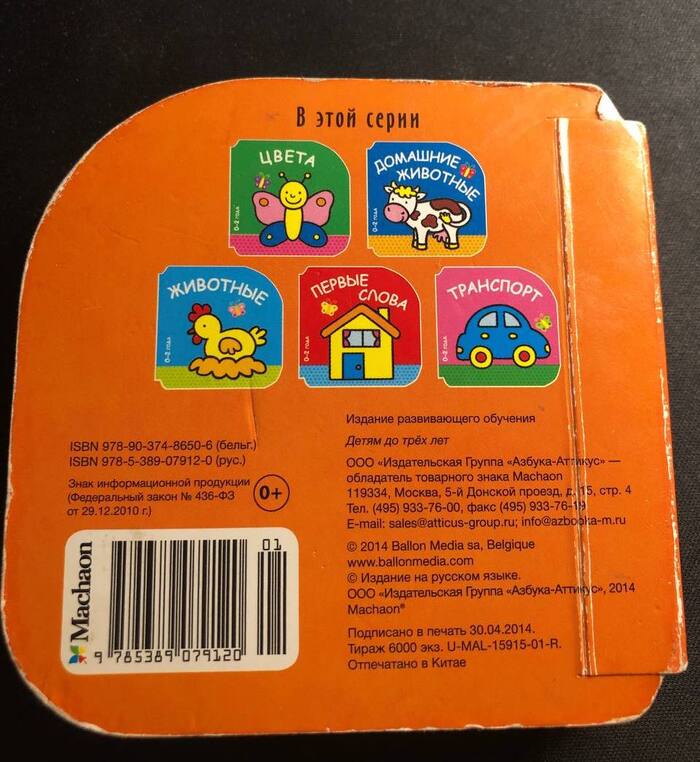 В этой серии
ЦВЕТА
0-2 года
ДОМАШНИЕ
ЖИВОТНЫЕ
0-2 года
ЖИВОТНЫЕ
0-2 года
ПЕРВЫЕ
СЛОВА
0-2 года
ТРАНСПОРТ
0-2 года
ISBN 978-90-374-8650-6 (бельг.)
ISBN 978-5-389-07912-0 (рус.)
Знак информационной продукции
(Федеральный закон № 436-ФЗ
от 29.12.2010 г.)
0+
Machaon
01
9 785389 079120
Издание развивающего обучения
Детям до трёх лет
ООО «Издательская Группа «Азбука-Аттикус» —
обладатель товарного знака Machaon
119334, Москва, 5-й Донской проезд, д. 15, стр. 4
Тел. (495) 933-76-00, факс (495) 933-76-19
E-mail: sales@atticus-group.ru; info@azbooka-m.ru
© 2014 Ballon Media sa, Belgique
www.ballonmedia.com
© Издание на русском языке.
ООО «Издательская Группа «Азбука-Аттикус», 2014
Machaon®
Подписано в печать 30.04.2014.
Тираж 6000 экз. U-MAL-15915-01-R.
Отпечатано в Китае